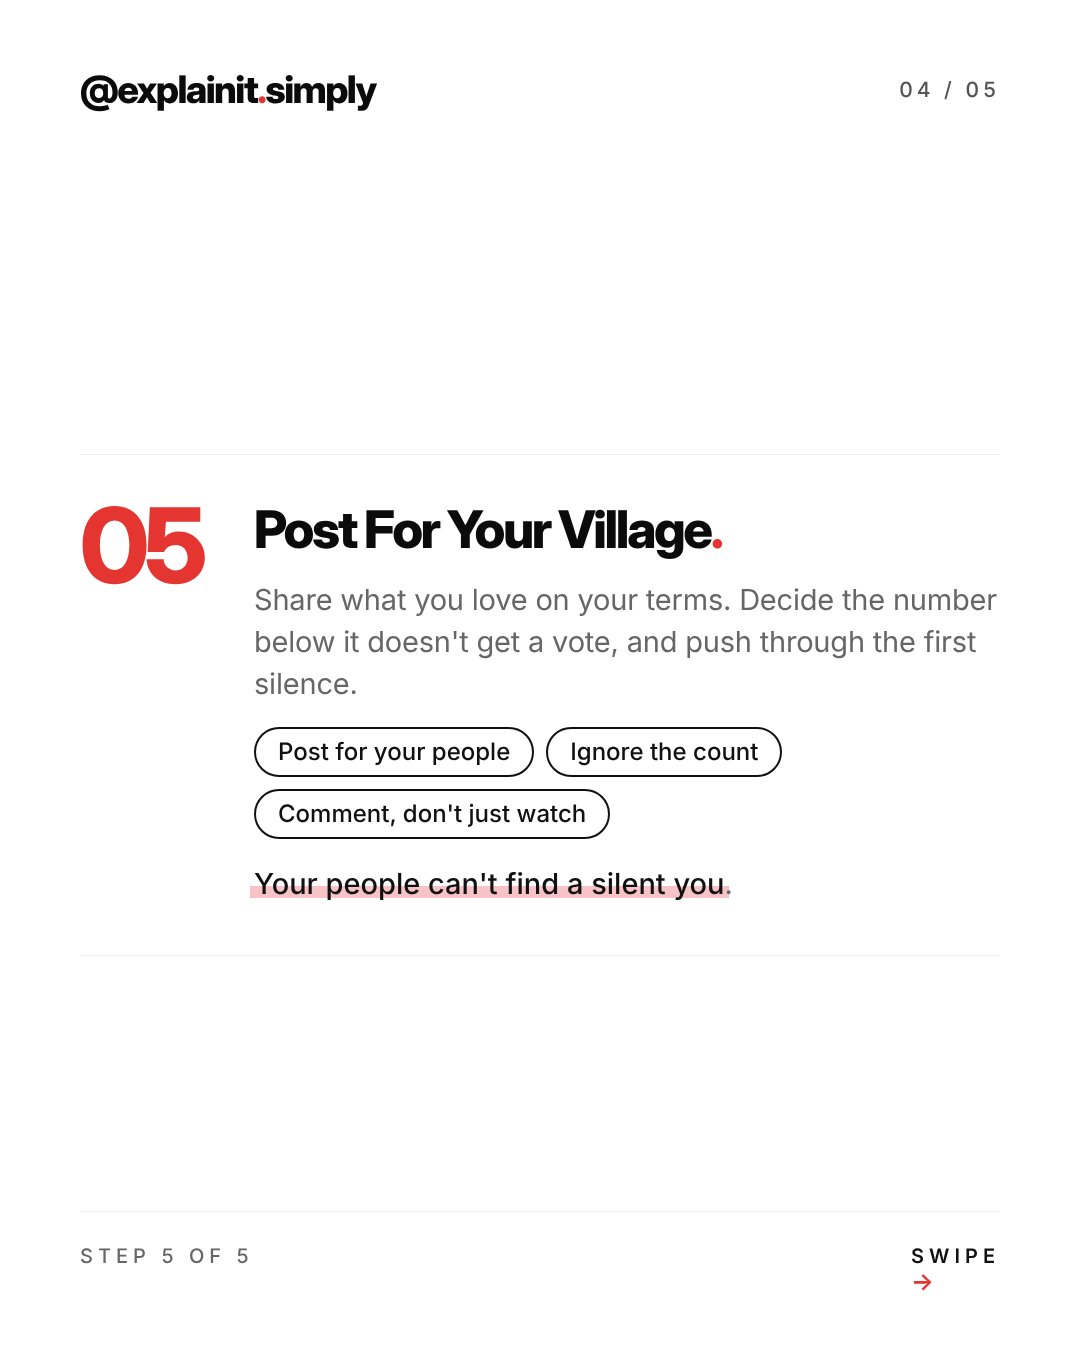 @explainit.simply
04 / 05
05
Post For Your Village.
Share what you love on your terms. Decide the number
below it doesn't get a vote, and push through the first
silence.
Post for your people
Ignore the count
Comment, don't just watch
Your people can't find a silent you.
STEP 5 OF 5
SWIPE
→